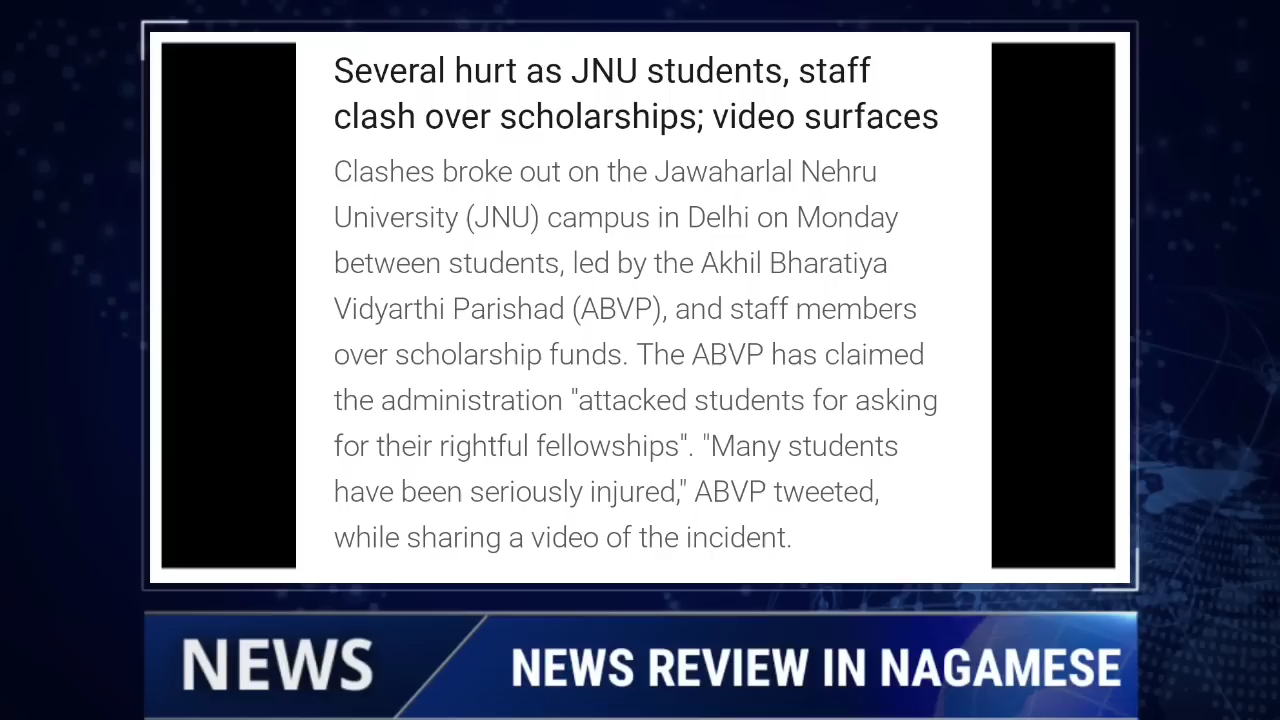 Several hurt as JNU students, staff
clash over scholarships; video surfaces
Clashes broke out on the Jawaharlal Nehru
University (JNU) campus in Delhi on Monday
between students, led by the Akhil Bharatiya
Vidyarthi Parishad (ABVP), and staff members
over scholarship funds. The ABVP has claimed
the administration "attacked students for asking
for their rightful fellowships". "Many students
have been seriously injured," ABVP tweeted,
while sharing a video of the incident.
NEWS
NEWS REVIEW IN NAGAMESE